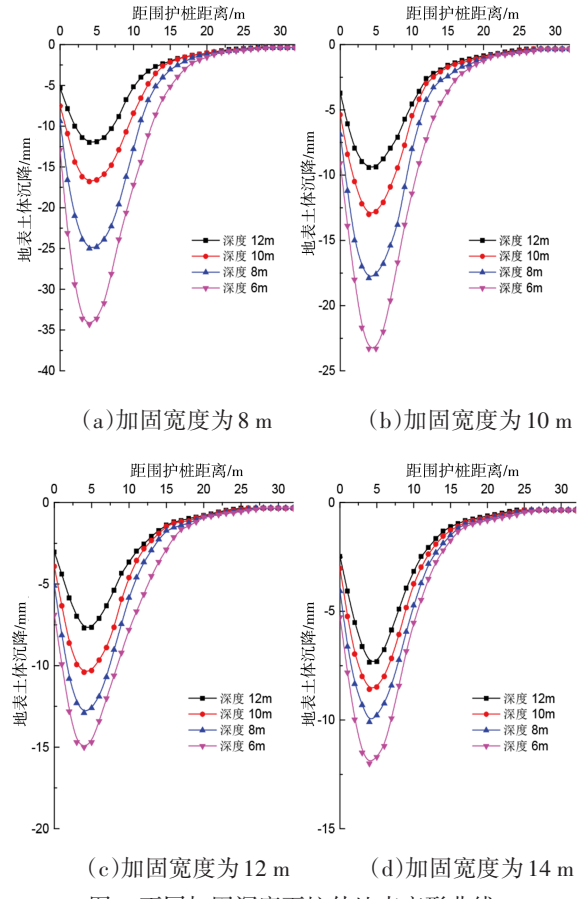 距围护桩距离/m
0 5 10 15 20 25 30
0
-5
-10
-15
-20
-25
-30
-35
-40
地表土体沉降/mm
深度 12m
深度 10m
深度 8m
深度 6m
(a)加固宽度为 8 m
距围护桩距离/m
0 5 10 15 20 25 30
0
-5
-10
-15
-20
-25
地表土体沉降/mm
深度 12m
深度 10m
深度 8m
深度 6m
(b)加固宽度为 10 m
距围护桩距离/m
0 5 10 15 20 25 30
0
-5
-10
-15
-20
地表土体沉降/mm
深度 12m
深度 10m
深度 8m
深度 6m
(c)加固宽度为 12 m
距围护桩距离/m
0 5 10 15 20 25 30
0
-5
-10
-15
地表土体沉降/mm
深度 12m
深度 10m
深度 8m
深度 6m
(d)加固宽度为 14 m